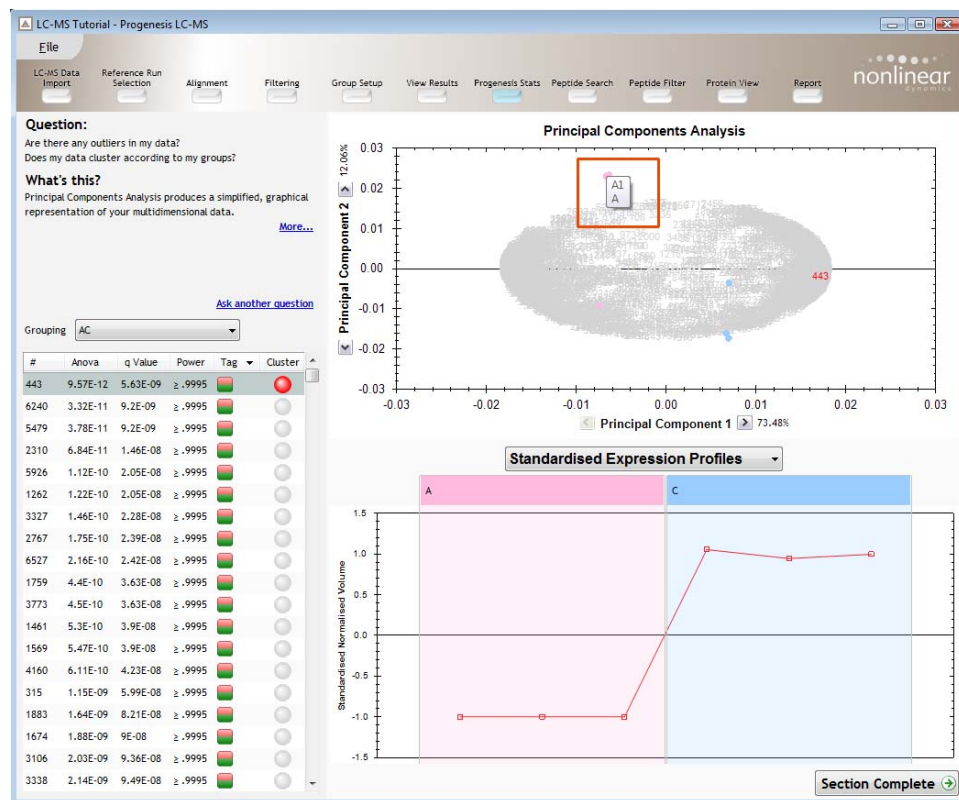 LC-MS Tutorial - Progenesis LC-MS
File
LC-MS Data Import
Reference Run Selection
Alignment
Filtering
Group Setup
View Results
Progenesis Stats
Peptide Search
Peptide Filter
Protein View
Report
nonlinear
dynamics
Question:
Are there any outliers in my data?
Does my data cluster according to my groups?
What's this?
Principal Components Analysis produces a simplified, graphical
representation of your multidimensional data.
More...
Ask another question
Grouping AC
# Anova q Value Power Tag Cluster
443 9.57E-12 5.63E-09 ≥ .9995
6240 3.32E-11 9.2E-09 ≥ .9995
5479 3.78E-11 9.2E-09 ≥ .9995
2310 6.84E-11 1.46E-08 ≥ .9995
5926 1.12E-10 2.05E-08 ≥ .9995
1262 1.22E-10 2.05E-08 ≥ .9995
3327 1.46E-10 2.28E-08 ≥ .9995
2767 1.75E-10 2.39E-08 ≥ .9995
6527 2.16E-10 2.42E-08 ≥ .9995
1759 4.4E-10 3.63E-08 ≥ .9995
3773 4.5E-10 3.63E-08 ≥ .9995
1461 5.3E-10 3.9E-08 ≥ .9995
1569 5.47E-10 3.9E-08 ≥ .9995
4160 6.11E-10 4.23E-08 ≥ .9995
315 1.15E-09 5.99E-08 ≥ .9995
1883 1.64E-09 8.21E-08 ≥ .9995
1674 1.88E-09 9E-08 ≥ .9995
3106 2.03E-09 9.36E-08 ≥ .9995
3338 2.14E-09 9.49E-08 ≥ .9995
Principal Components Analysis
Principal Component 2 12.06%
0.03
0.02
0.01
0.00
-0.01
-0.02
-0.03
A1
A
443
-0.03 -0.02 -0.01 0.00 0.01 0.02 0.03
Principal Component 1 73.48%
Standardised Expression Profiles
A C
Standardised Normalised Volume
1.5
1.0
0.5
0.0
-0.5
-1.0
-1.5
Section Complete